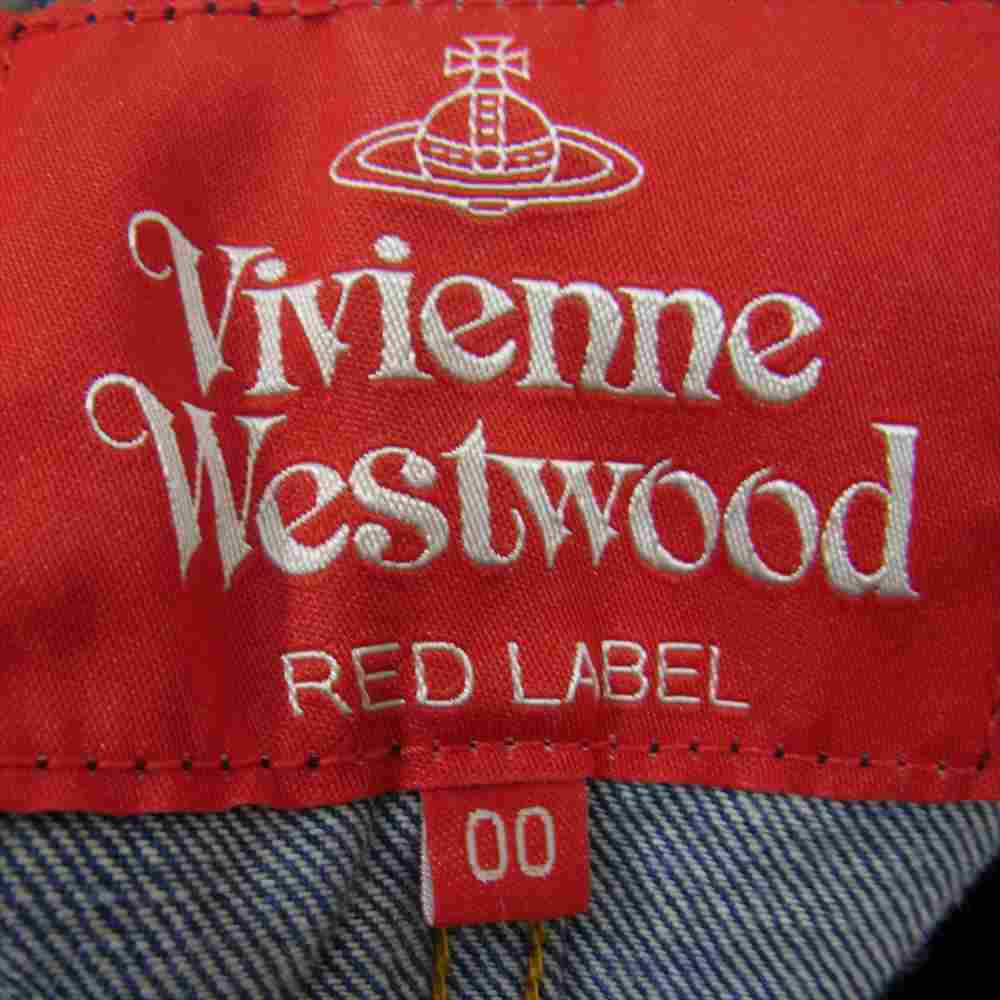 Vivienne
Westwood
RED LABEL
00